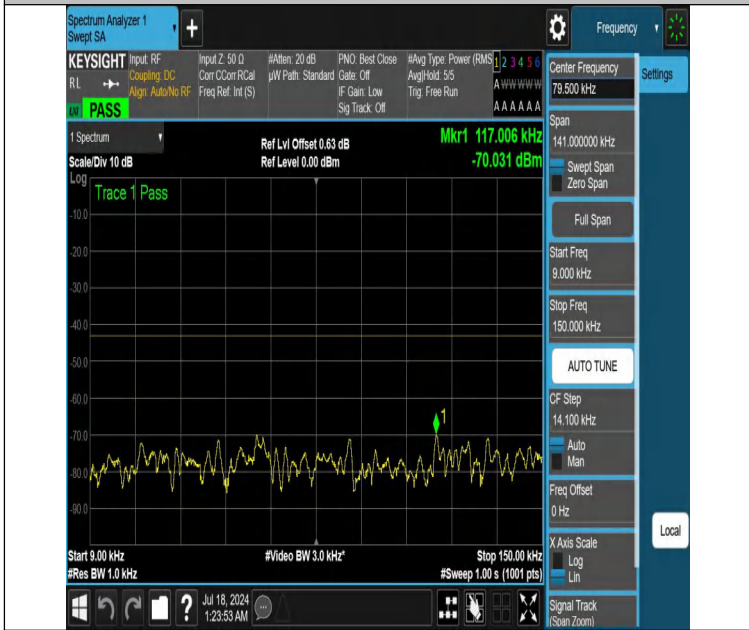 Spectrum Analyzer 1
Swept SA
+
Frequency
KEYSIGHT
RL
PASS
Input: RF
Coupling: DC
Align: Auto/No RF
Input Z: 50 Ω
Corr CCorr RCal
Freq Ref: Int (S)
#Atten: 20 dB
µW Path: Standard
PNO: Best Close
Gate: Off
IF Gain: Low
Sig Track: Off
#Avg Type: Power (RMS
Avg|Hold: 5/5
Trig: Free Run
1 2 3 4 5 6
A W W W W W
A A A A A A
1 Spectrum
Scale/Div 10 dB
Ref Lvl Offset 0.63 dB
Ref Level 0.00 dBm
Mkr1 117.006 kHz
-70.031 dBm
Log
Trace 1 Pass
-10.0
-20.0
-30.0
-40.0
-50.0
-60.0
-70.0
-80.0
-90.0
1
Start 9.00 kHz
#Res BW 1.0 kHz
#Video BW 3.0 kHz*
Stop 150.00 kHz
#Sweep 1.00 s (1001 pts)
Center Frequency
79.500 kHz
Settings
Span
141.000000 kHz
Swept Span
Zero Span
Full Span
Start Freq
9.000 kHz
Stop Freq
150.000 kHz
AUTO TUNE
CF Step
14.100 kHz
Auto
Man
Freq Offset
0 Hz
X Axis Scale
Log
Lin
Signal Track
(Span Zoom)
Local
?
Jul 18, 2024
1:23:53 AM